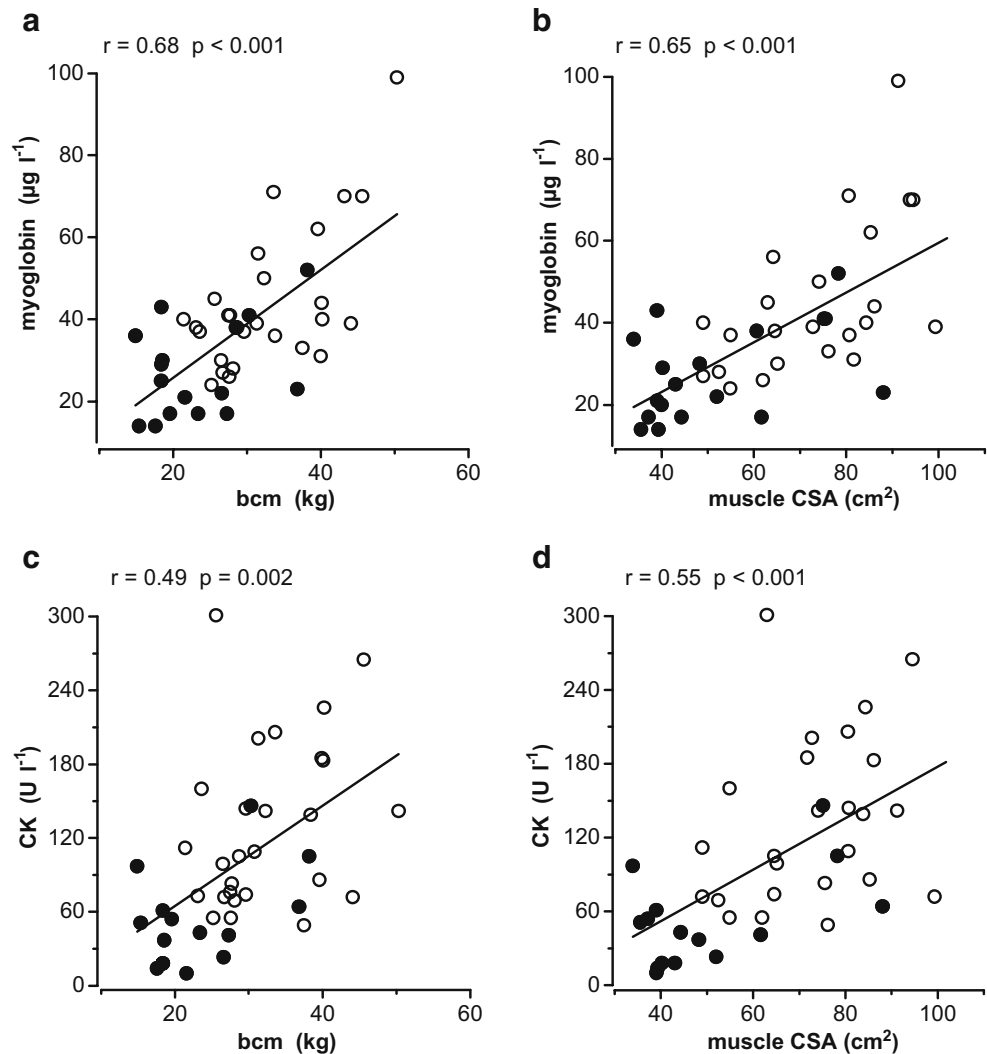 a
r = 0.68 p < 0.001
myoglobin (µg l⁻¹)
100
80
60
40
20
20 40 60
bcm (kg)
b
r = 0.65 p < 0.001
myoglobin (µg l⁻¹)
100
80
60
40
20
40 60 80 100
muscle CSA (cm²)
c
r = 0.49 p = 0.002
CK (U l⁻¹)
300
240
180
120
60
0
20 40 60
bcm (kg)
d
r = 0.55 p < 0.001
CK (U l⁻¹)
300
240
180
120
60
0
40 60 80 100
muscle CSA (cm²)